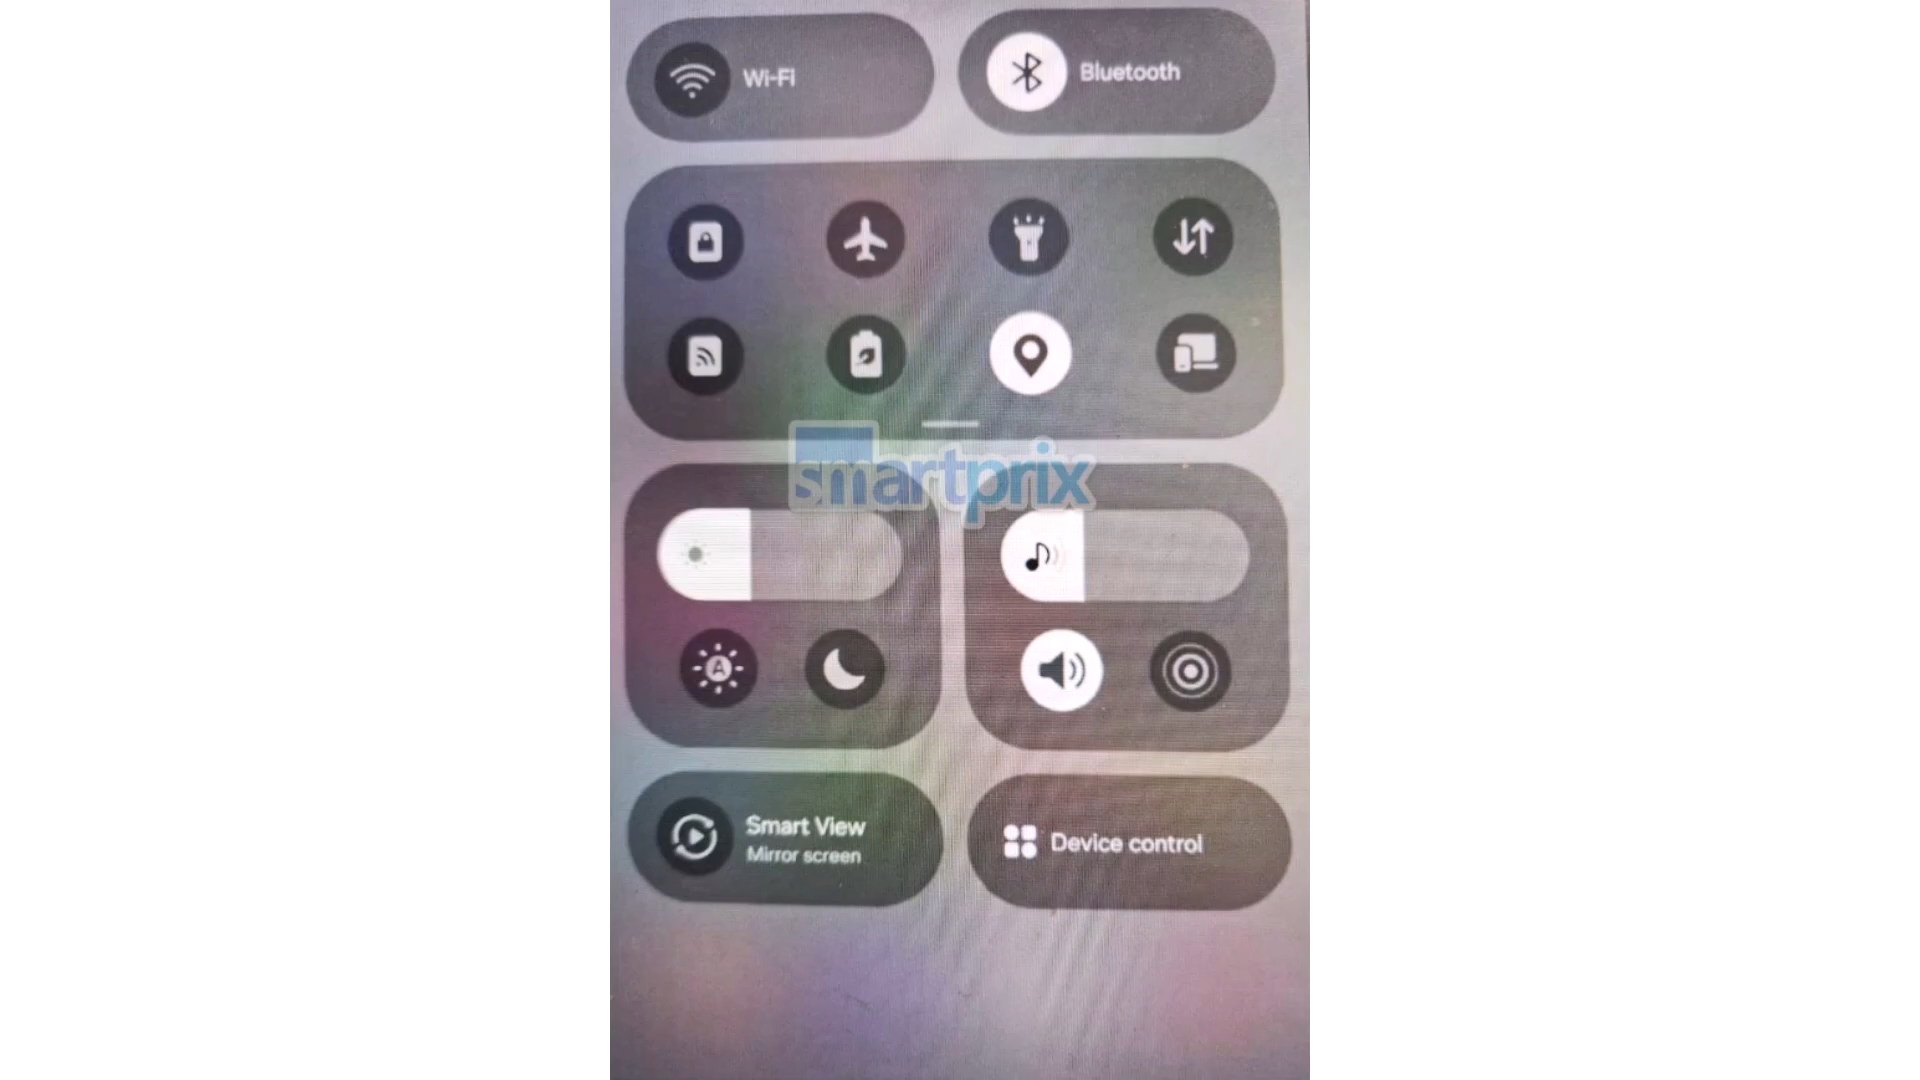 Wi-Fi
Bluetooth
smartprix
A
Smart View
Mirror screen
Device control